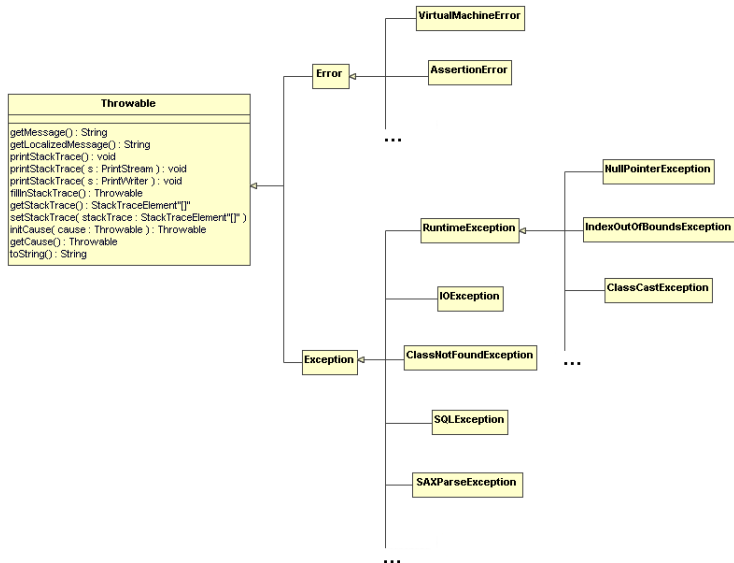 VirtualMachineError
Error
AssertionError
...
Throwable
getMessage() : String
getLocalizedMessage() : String
printStackTrace() : void
printStackTrace( s : PrintStream ) : void
printStackTrace( s : PrintWriter ) : void
fillInStackTrace() : Throwable
getStackTrace() : StackTraceElement"[]"
setStackTrace( stackTrace : StackTraceElement"[]" )
initCause( cause : Throwable ) : Throwable
getCause() : Throwable
toString() : String
NullPointerException
RuntimeException
IndexOutOfBoundsException
ClassCastException
...
IOException
Exception
ClassNotFoundException
SQLException
SAXParseException
...